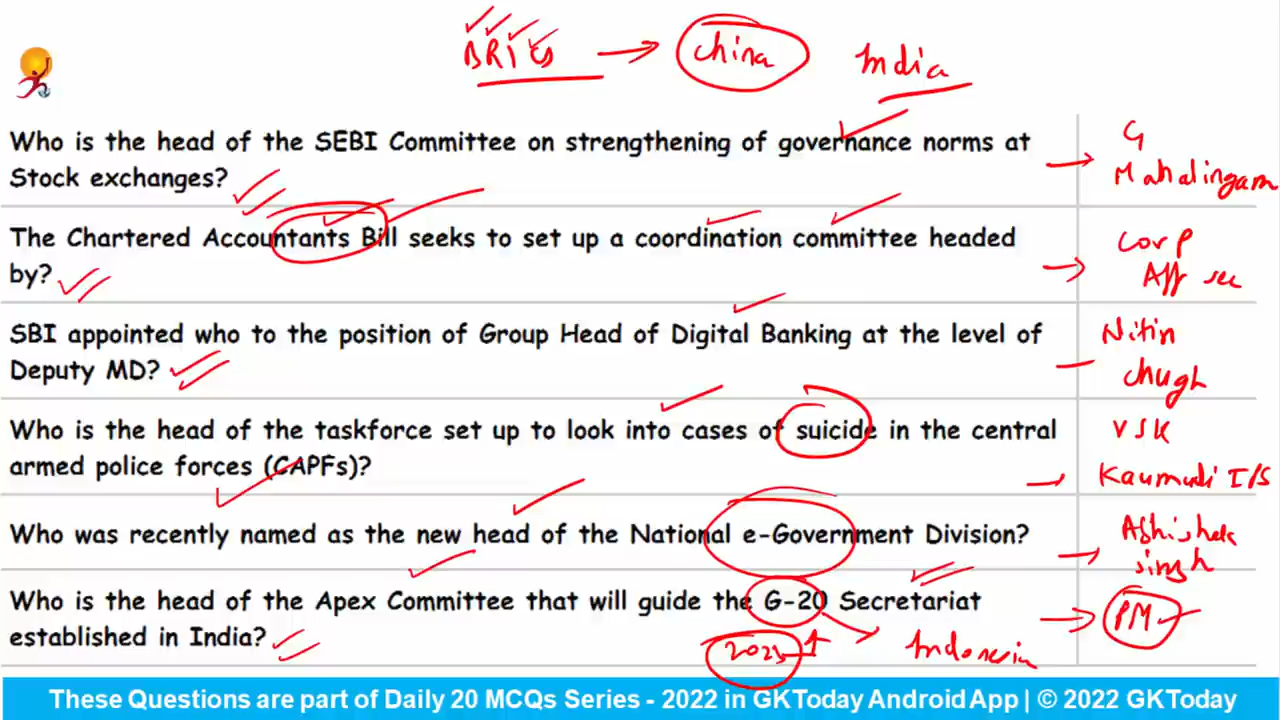 BRICS → China India
Who is the head of the SEBI Committee on strengthening of governance norms at
Stock exchanges?
G
Mahalingam
The Chartered Accountants Bill seeks to set up a coordination committee headed
by?
Corp
Aff sec
SBI appointed who to the position of Group Head of Digital Banking at the level of
Deputy MD?
Nitin
Chugh
Who is the head of the taskforce set up to look into cases of suicide in the central
armed police forces (CAPFs)?
VSK
Kaumudi I/S
Who was recently named as the new head of the National e-Government Division?
Abhishek
Singh
Who is the head of the Apex Committee that will guide the G-20 Secretariat
established in India?
PM
2023 Indonesia
These Questions are part of Daily 20 MCQs Series - 2022 in GKToday Android App | © 2022 GKToday